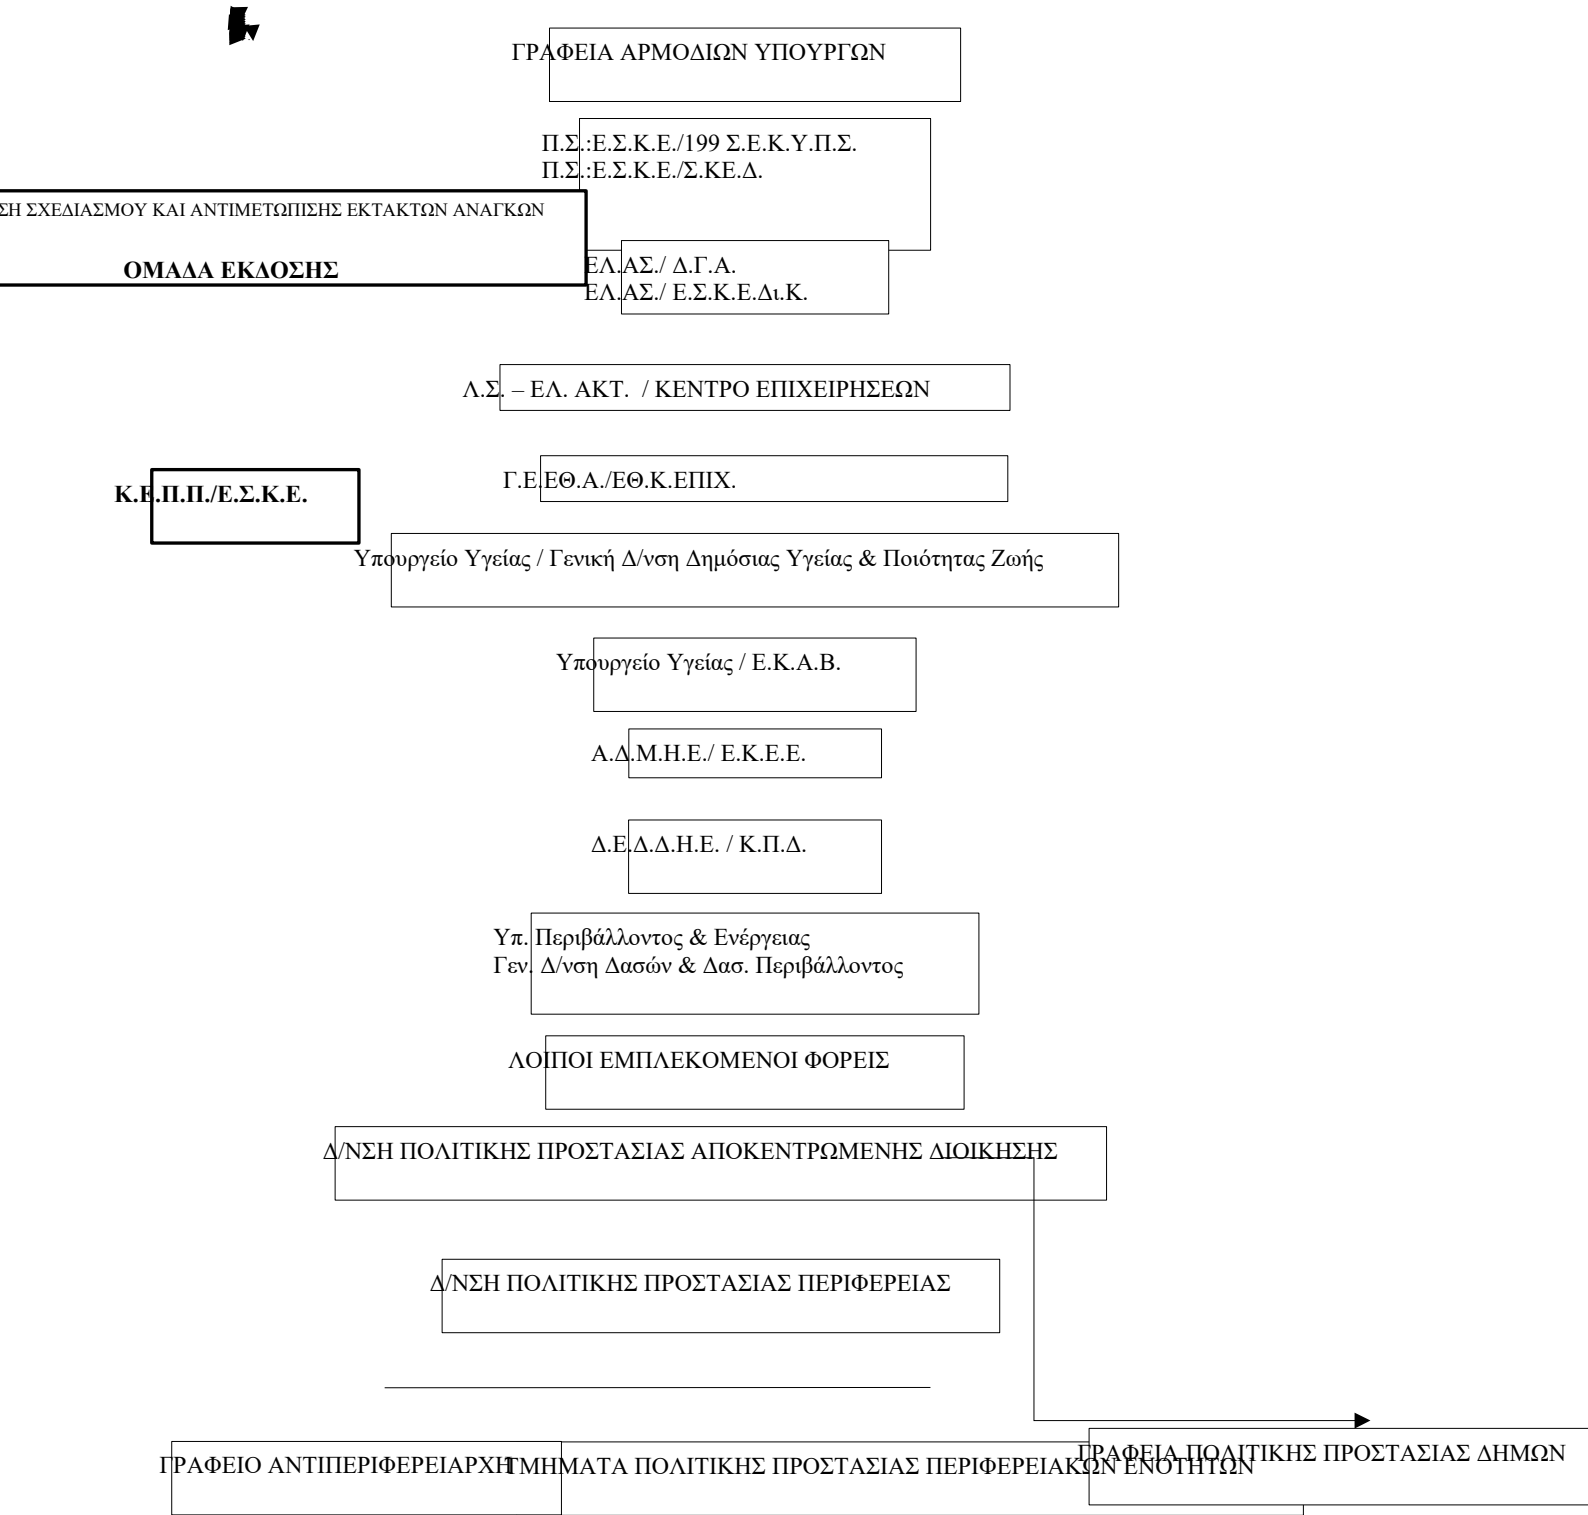 ΓΡΑΦΕΙΑ ΑΡΜΟΔΙΩΝ ΥΠΟΥΡΓΩΝ
Π.Σ.:Ε.Σ.Κ.Ε./199 Σ.Ε.Κ.Υ.Π.Σ.
Π.Σ.:Ε.Σ.Κ.Ε./Σ.ΚΕ.Δ.
ΣΗ ΣΧΕΔΙΑΣΜΟΥ ΚΑΙ ΑΝΤΙΜΕΤΩΠΙΣΗΣ ΕΚΤΑΚΤΩΝ ΑΝΑΓΚΩΝ
ΟΜΑΔΑ ΕΚΔΟΣΗΣ
ΕΛ.ΑΣ./ Δ.Γ.Α.
ΕΛ.ΑΣ./ Ε.Σ.Κ.Ε.Δι.Κ.
Λ.Σ. – ΕΛ. ΑΚΤ. / ΚΕΝΤΡΟ ΕΠΙΧΕΙΡΗΣΕΩΝ
Γ.Ε.ΕΘ.Α./ΕΘ.Κ.ΕΠΙΧ.
Κ.Ε.Π.Π./Ε.Σ.Κ.Ε.
Υπουργείο Υγείας / Γενική Δ/νση Δημόσιας Υγείας & Ποιότητας Ζωής
Υπουργείο Υγείας / Ε.Κ.Α.Β.
Α.Δ.Μ.Η.Ε./ Ε.Κ.Ε.Ε.
Δ.Ε.Δ.Δ.Η.Ε. / Κ.Π.Δ.
Υπ. Περιβάλλοντος & Ενέργειας
Γεν. Δ/νση Δασών & Δασ. Περιβάλλοντος
ΛΟΙΠΟΙ ΕΜΠΛΕΚΟΜΕΝΟΙ ΦΟΡΕΙΣ
Δ/ΝΣΗ ΠΟΛΙΤΙΚΗΣ ΠΡΟΣΤΑΣΙΑΣ ΑΠΟΚΕΝΤΡΩΜΕΝΗΣ ΔΙΟΙΚΗΣΗΣ
Δ/ΝΣΗ ΠΟΛΙΤΙΚΗΣ ΠΡΟΣΤΑΣΙΑΣ ΠΕΡΙΦΕΡΕΙΑΣ
ΓΡΑΦΕΙΟ ΑΝΤΙΠΕΡΙΦΕΡΕΙΑΡΧΗ
ΤΜΗΜΑΤΑ ΠΟΛΙΤΙΚΗΣ ΠΡΟΣΤΑΣΙΑΣ ΠΕΡΙΦΕΡΕΙΑΚΩΝ ΕΝΟΤΗΤΩΝ
ΓΡΑΦΕΙΑ ΠΟΛΙΤΙΚΗΣ ΠΡΟΣΤΑΣΙΑΣ ΔΗΜΩΝ